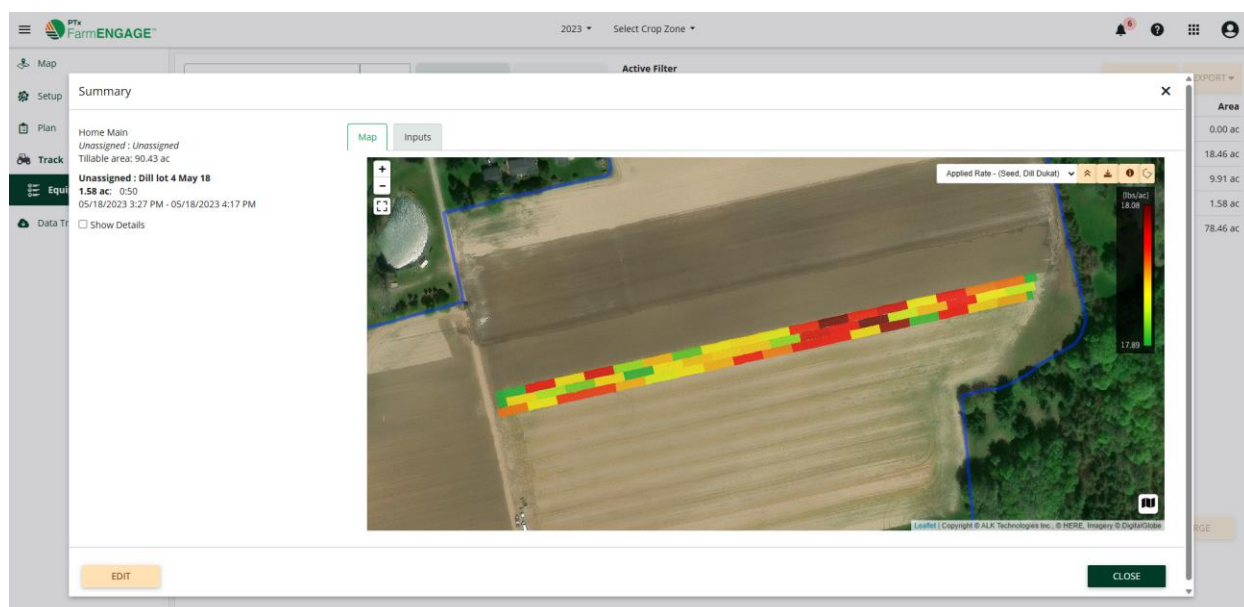 PTx
FarmENGAGE™
2023
Select Crop Zone
6
Map
Setup
Plan
Track
Equi
Data Tr
Active Filter
EXPORT
Area
0.00 ac
18.46 ac
9.91 ac
1.58 ac
78.46 ac
RGE
Summary
Home Main
Unassigned : Unassigned
Tillable area: 90.43 ac
Unassigned : Dill lot 4 May 18
1.58 ac: 0:50
05/18/2023 3:27 PM - 05/18/2023 4:17 PM
Show Details
Map
Inputs
+
−
Applied Rate - (Seed, Dill Dukat)
(lbs/ac)
18.08
17.89
Leaflet | Copyright © ALK Technologies Inc., © HERE, Imagery © DigitalGlobe
EDIT
CLOSE